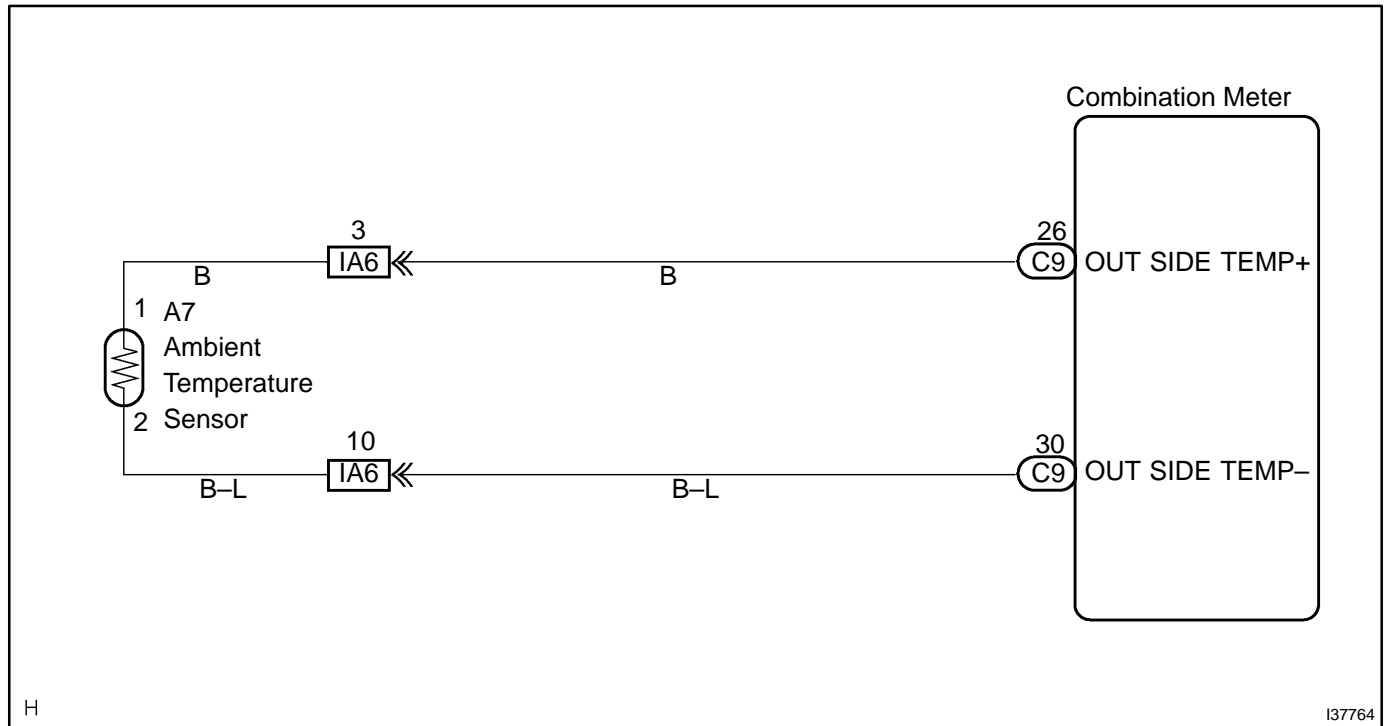 Combination Meter
3
IA6
B
B
26
C9
OUT SIDE TEMP+
1
A7
Ambient
Temperature
Sensor
2
10
IA6
B–L
B–L
30
C9
OUT SIDE TEMP–
H
I37764